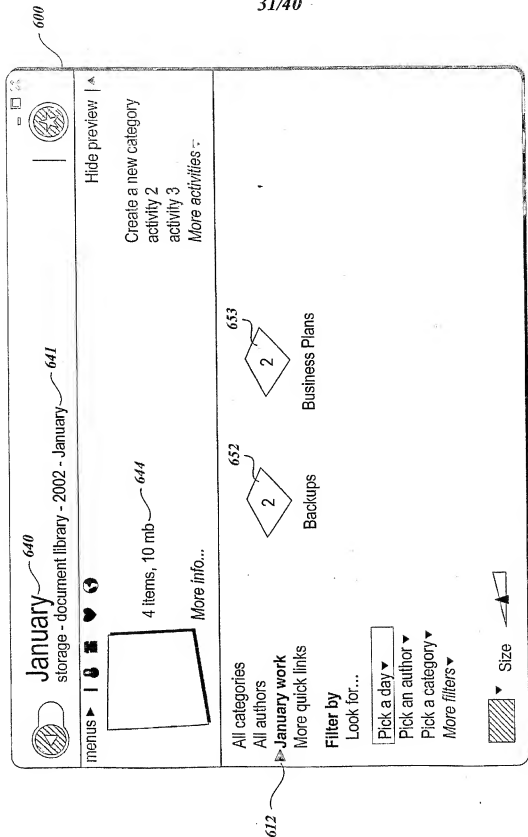 31/40
600
January 640
storage - document library - 2002 - January 641
menus
Hide preview
4 items, 10 mb 644
More info...
Create a new category
activity 2
activity 3
More activities
612
All categories
All authors
January work
More quick links
Filter by
Look for...
Pick a day
Pick an author
Pick a category
More filters
Size
652
2
Backups
653
2
Business Plans